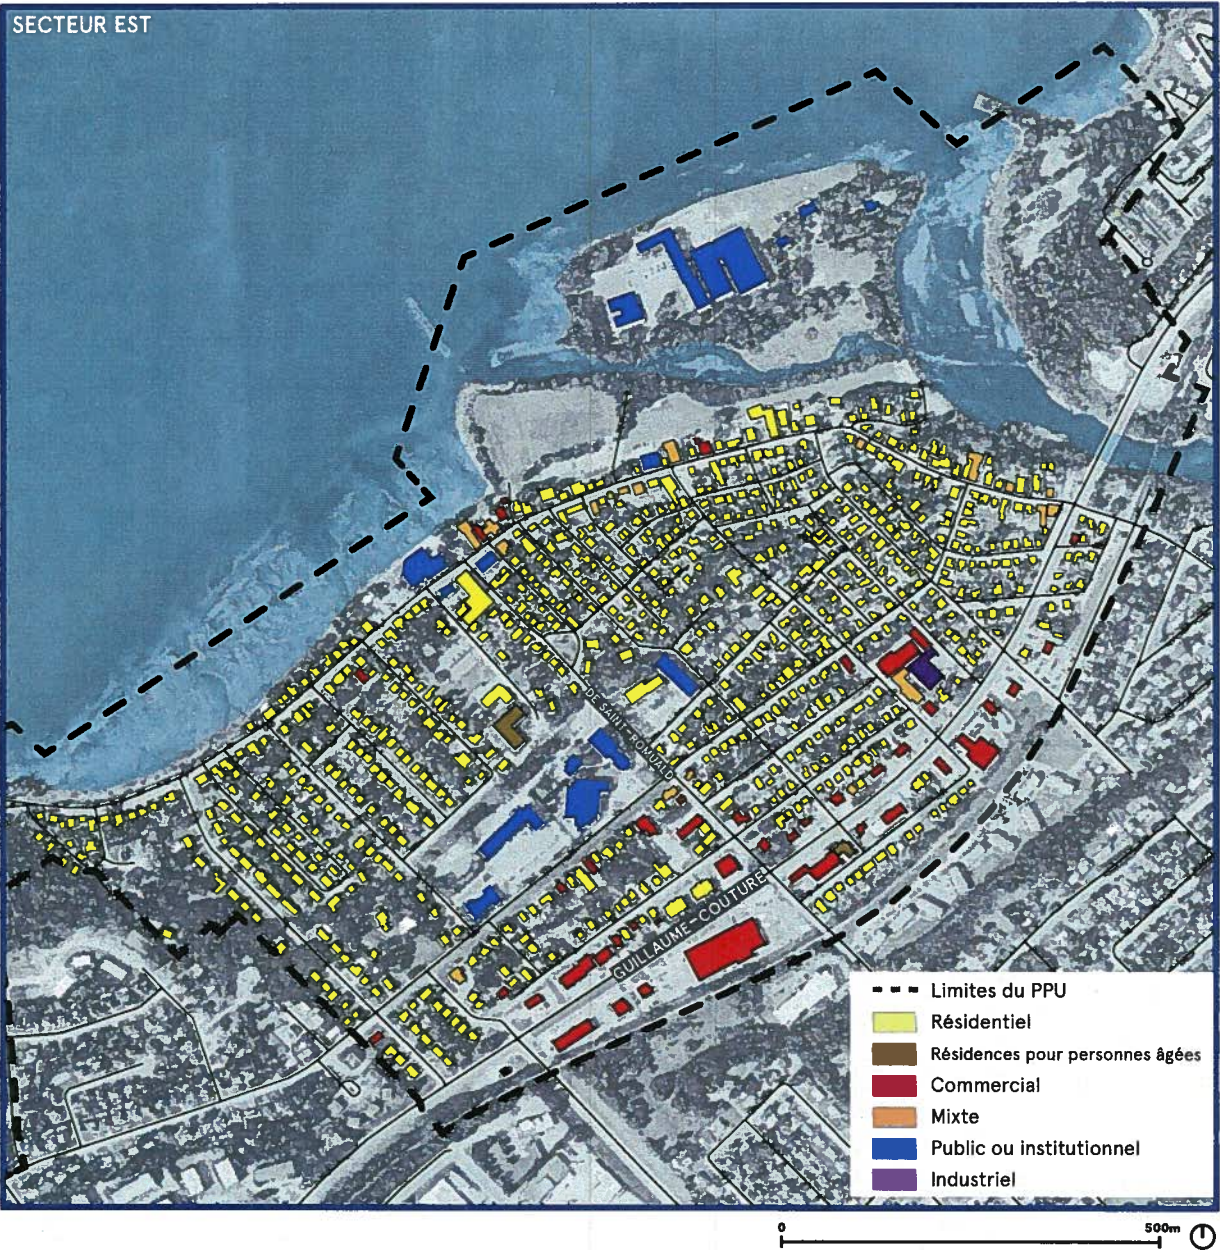 SECTEUR EST
DE SAINT-ROMUALD
GUILLAUME-COUTURE
Limites du PPU
Résidentiel
Résidences pour personnes âgées
Commercial
Mixte
Public ou institutionnel
Industriel
0 500m